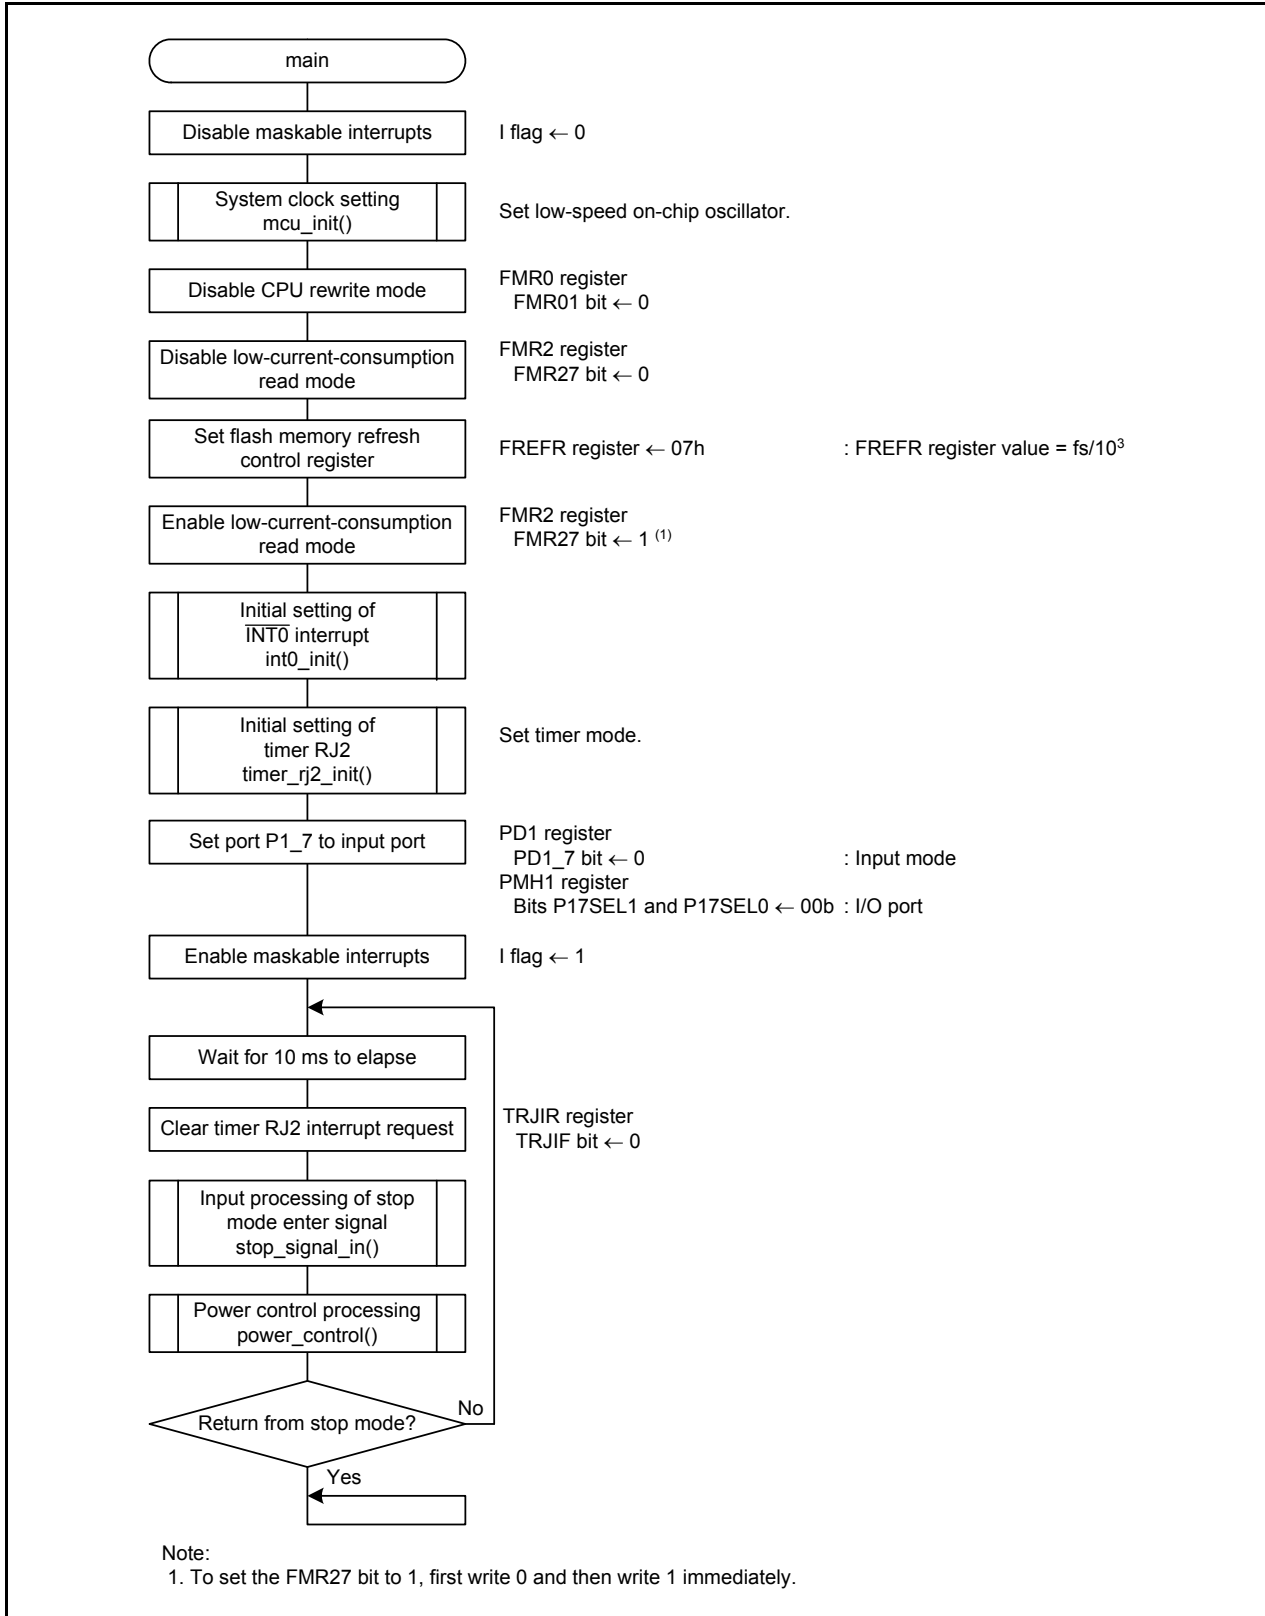 main
Disable maskable interrupts
I flag ← 0
System clock setting
mcu_init()
Set low-speed on-chip oscillator.
Disable CPU rewrite mode
FMR0 register
FMR01 bit ← 0
Disable low-current-consumption
read mode
FMR2 register
FMR27 bit ← 0
Set flash memory refresh
control register
FREFR register ← 07h : FREFR register value = fs/10³
Enable low-current-consumption
read mode
FMR2 register
FMR27 bit ← 1 (1)
Initial setting of
INT0 interrupt
int0_init()
Initial setting of
timer RJ2
timer_rj2_init()
Set timer mode.
Set port P1_7 to input port
PD1 register
PD1_7 bit ← 0 : Input mode
PMH1 register
Bits P17SEL1 and P17SEL0 ← 00b : I/O port
Enable maskable interrupts
I flag ← 1
Wait for 10 ms to elapse
Clear timer RJ2 interrupt request
TRJIR register
TRJIF bit ← 0
Input processing of stop
mode enter signal
stop_signal_in()
Power control processing
power_control()
Return from stop mode?
No
Yes
Note:
1. To set the FMR27 bit to 1, first write 0 and then write 1 immediately.